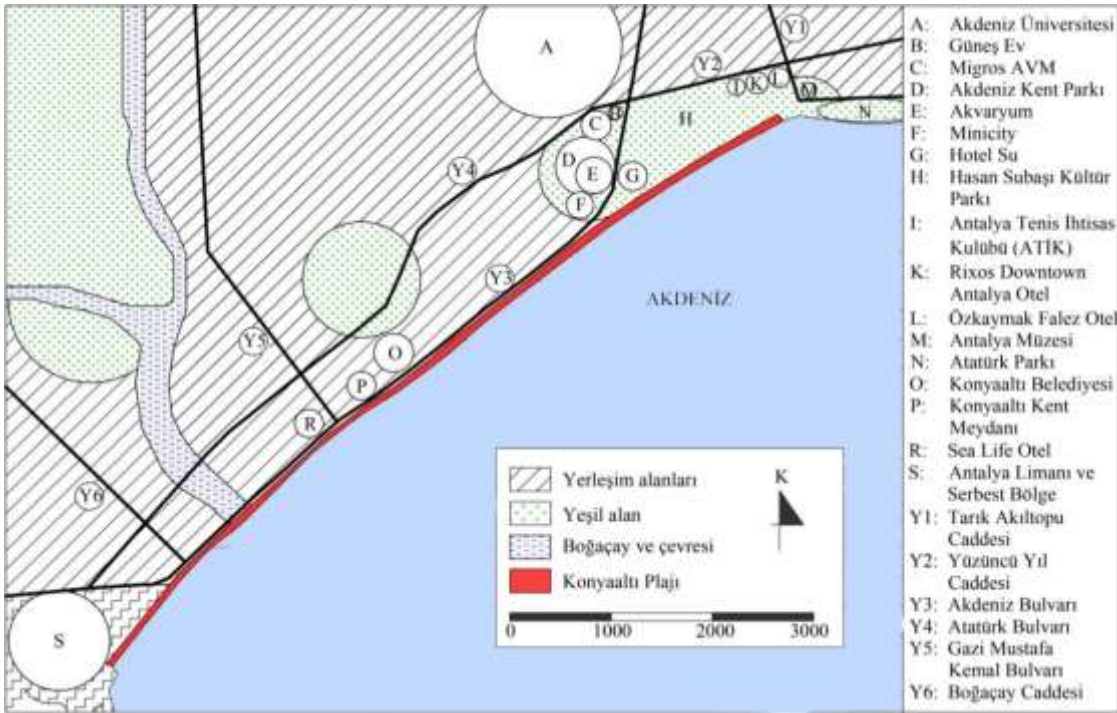 A
Y1
Y2
I
K
L
M
N
B
C
H
D
E
G
F
Y4
Y3
AKDENİZ
Y5
O
P
R
Y6
S
Yerleşim alanları
Yeşil alan
Boğaçay ve çevresi
Konyaaltı Plajı
K
0 1000 2000 3000
A: Akdeniz Üniversitesi
B: Güneş Ev
C: Migros AVM
D: Akdeniz Kent Parkı
E: Akvaryum
F: Minicity
G: Hotel Su
H: Hasan Subaşı Kültür
Parkı
I: Antalya Tenis İhtisas
Kulübü (ATİK)
K: Rixos Downtown
Antalya Otel
L: Özkaymak Falez Otel
M: Antalya Müzesi
N: Atatürk Parkı
O: Konyaaltı Belediyesi
P: Konyaaltı Kent
Meydanı
R: Sea Life Otel
S: Antalya Limanı ve
Serbest Bölge
Y1: Tarık Akıltopu
Caddesi
Y2: Yüzüncü Yıl
Caddesi
Y3: Akdeniz Bulvarı
Y4: Atatürk Bulvarı
Y5: Gazi Mustafa
Kemal Bulvarı
Y6: Boğaçay Caddesi